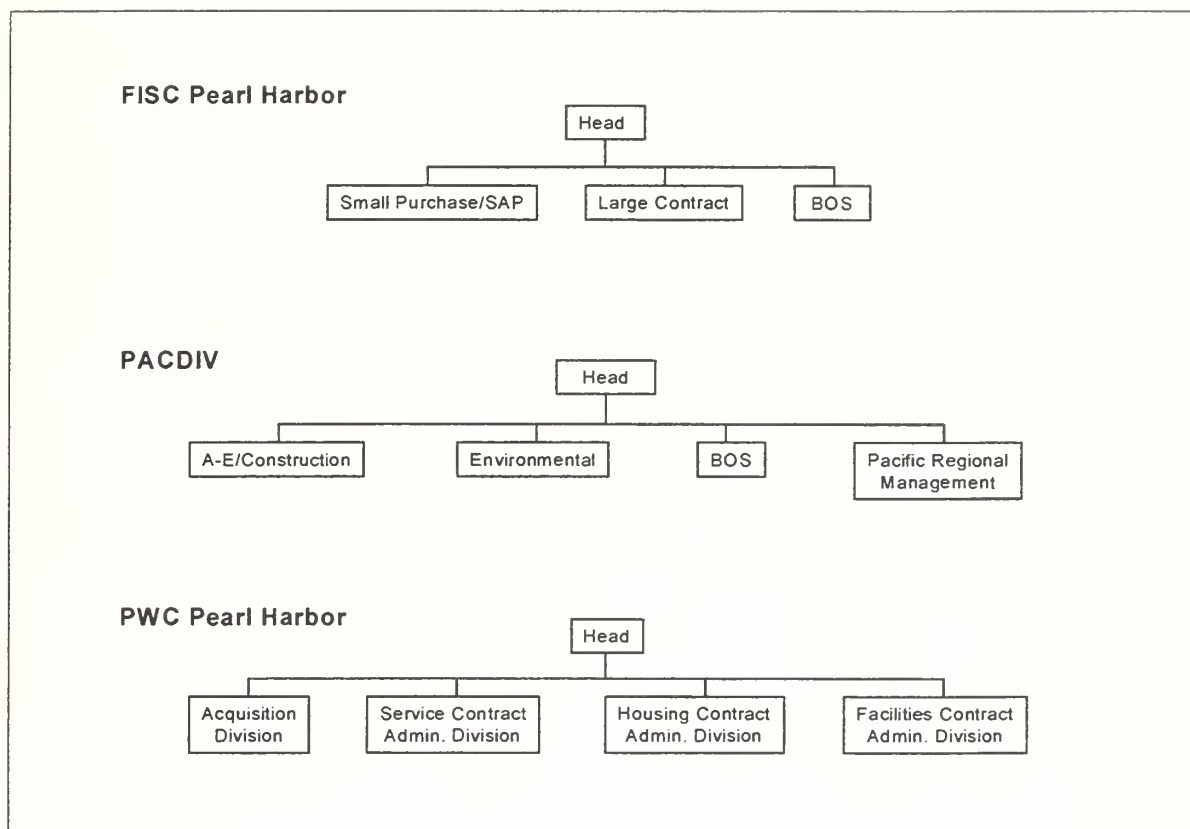 FISC Pearl Harbor
Head
Small Purchase/SAP
Large Contract
BOS
PACDIV
Head
A-E/Construction
Environmental
BOS
Pacific Regional
Management
PWC Pearl Harbor
Head
Acquisition
Division
Service Contract
Admin. Division
Housing Contract
Admin. Division
Facilities Contract
Admin. Division